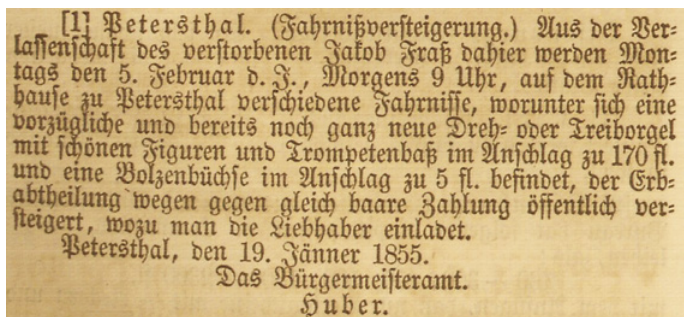 [1] Petersthal. (Fahrnißversteigerung.) Aus der Ver=
lassenschaft des verstorbenen Jakob Fraß dahier werden Mon=
tags den 5. Februar d. J., Morgens 9 Uhr, auf dem Rath=
hause zu Petersthal verschiedene Fahrnisse, worunter sich eine
vorzügliche und bereits noch ganz neue Dreh= oder Treiborgel
mit schönen Figuren und Trompetenbaß im Anschlag zu 170 fl.
und eine Bolzenbüchse im Anschlag zu 5 fl. befindet, der Erb=
abtheilung wegen gegen gleich baare Zahlung öffentlich ver=
steigert, wozu man die Liebhaber einladet.
Petersthal, den 19. Jänner 1855.
Das Bürgermeisteramt.
Huber.